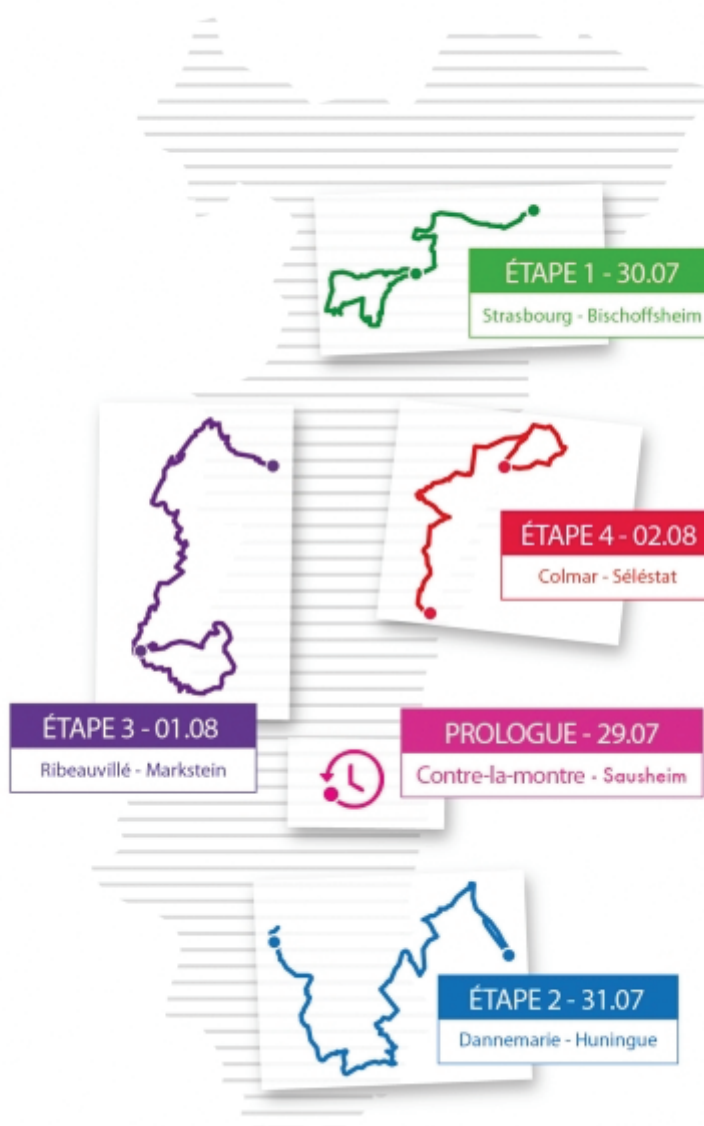 ÉTAPE 1 - 30.07
Strasbourg - Bischoffsheim
ÉTAPE 4 - 02.08
Colmar - Séléstat
ÉTAPE 3 - 01.08
Ribeauvillé - Markstein
PROLOGUE - 29.07
Contre-la-montre - Sausheim
ÉTAPE 2 - 31.07
Dannemarie - Huningue